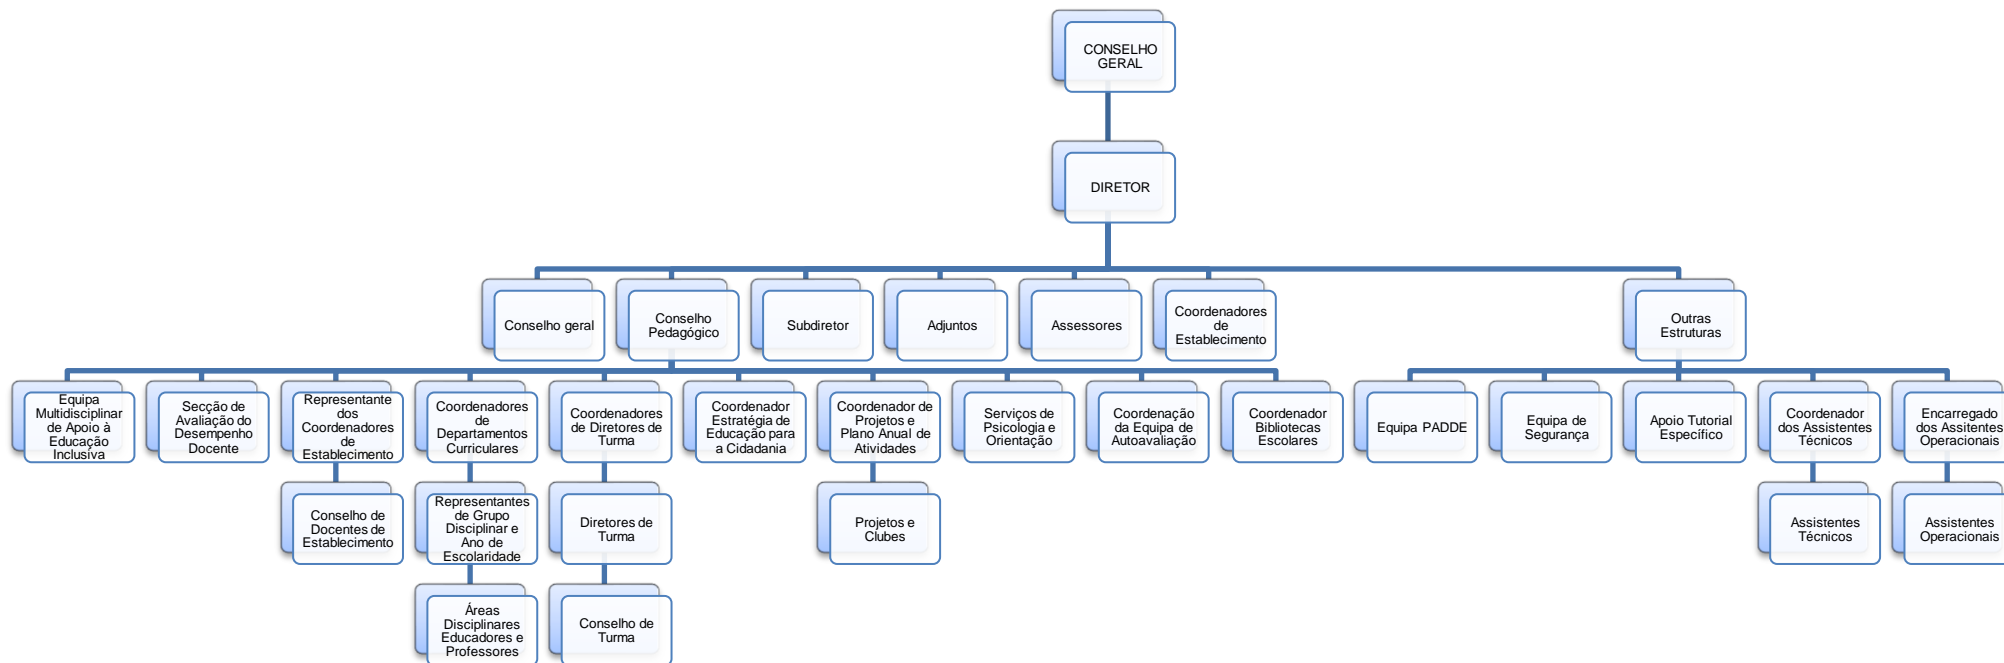 CONSELHO
GERAL
DIRETOR
Conselho geral
Conselho
Pedagógico
Subdiretor
Adjuntos
Assessores
Coordenadores
de
Establecimento
Outras
Estruturas
Equipa
Multidisciplinar
de Apoio à
Educação
Inclusiva
Secção de
Avaliação do
Desempenho
Docente
Representante
dos
Coordenadores
de
Establecimento
Coordenadores
de
Departamentos
Curriculares
Coordenadores
de Diretores de
Turma
Coordenador
Estratégia de
Educação para
a Cidadania
Coordenador de
Projetos e
Plano Anual de
Atividades
Serviços de
Psicologia e
Orientação
Coordenação
da Equipa de
Autoavaliação
Coordenador
Bibliotecas
Escolares
Equipa PADDE
Equipa de
Segurança
Apoio Tutorial
Específico
Coordenador
dos Assistentes
Técnicos
Encarregado
dos Assitentes
Operacionais
Conselho de
Docentes de
Establecimento
Representantes
de Grupo
Disciplinar e
Ano de
Escolaridade
Diretores de
Turma
Projetos e
Clubes
Assistentes
Técnicos
Assistentes
Operacionais
Áreas
Disciplinares
Educadores e
Professores
Conselho de
Turma